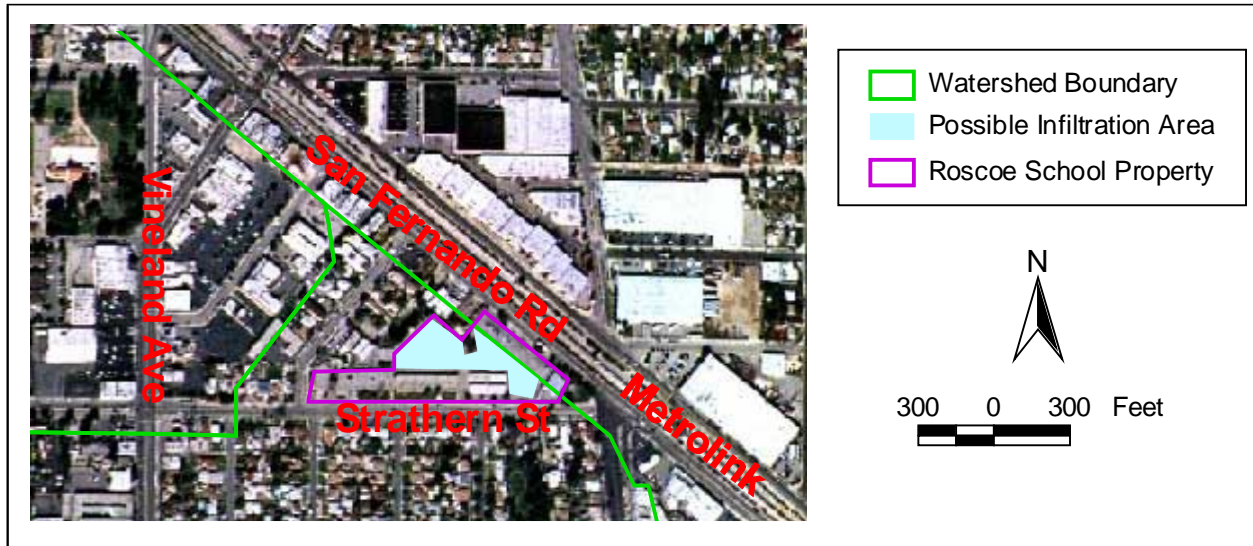 Vineland Ave
San Fernando Rd
Metrolink
Strathern St
Watershed Boundary
Possible Infiltration Area
Roscoe School Property
N
300 0 300 Feet